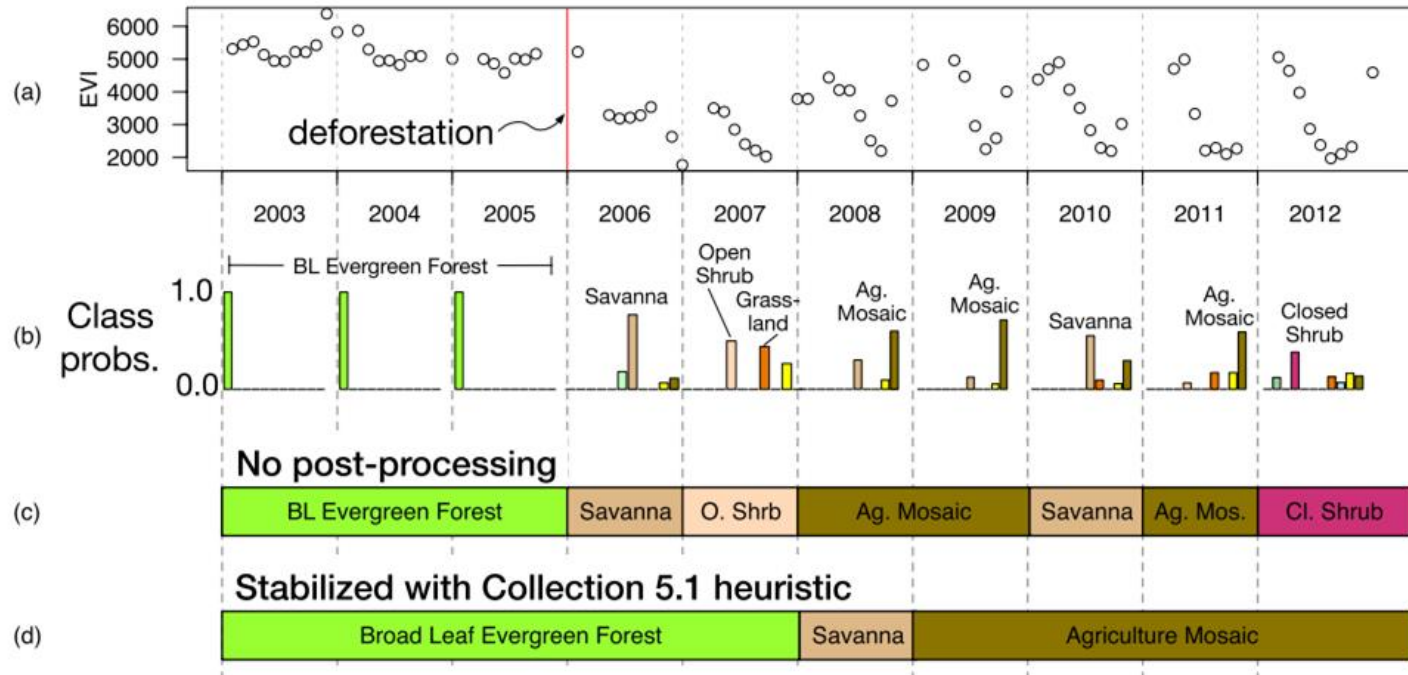 (a)
EVI
6000
5000
4000
3000
2000
deforestation
2003 2004 2005 2006 2007 2008 2009 2010 2011 2012
(b)
Class
probs.
1.0
0.0
BL Evergreen Forest
Savanna
Open
Shrub
Grass-
land
Ag.
Mosaic
Ag.
Mosaic
Savanna
Ag.
Mosaic
Closed
Shrub
No post-processing
(c)
BL Evergreen Forest Savanna O. Shrb Ag. Mosaic Savanna Ag. Mos. Cl. Shrub
Stabilized with Collection 5.1 heuristic
(d)
Broad Leaf Evergreen Forest Savanna Agriculture Mosaic